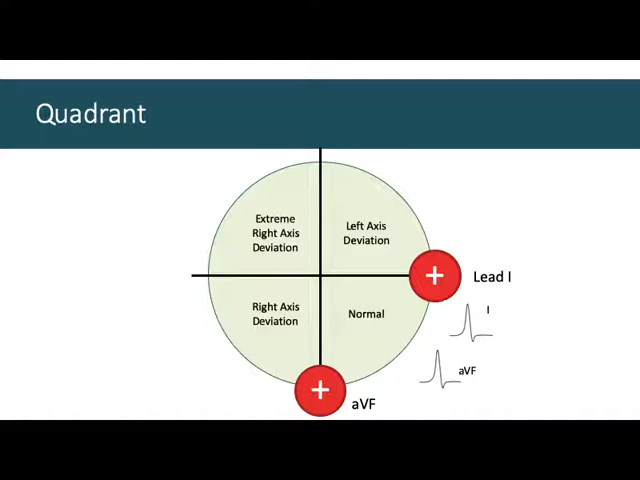 Quadrant
Extreme
Right Axis
Deviation
Left Axis
Deviation
+
Lead I
Right Axis
Deviation
Normal
I
aVF
+
aVF